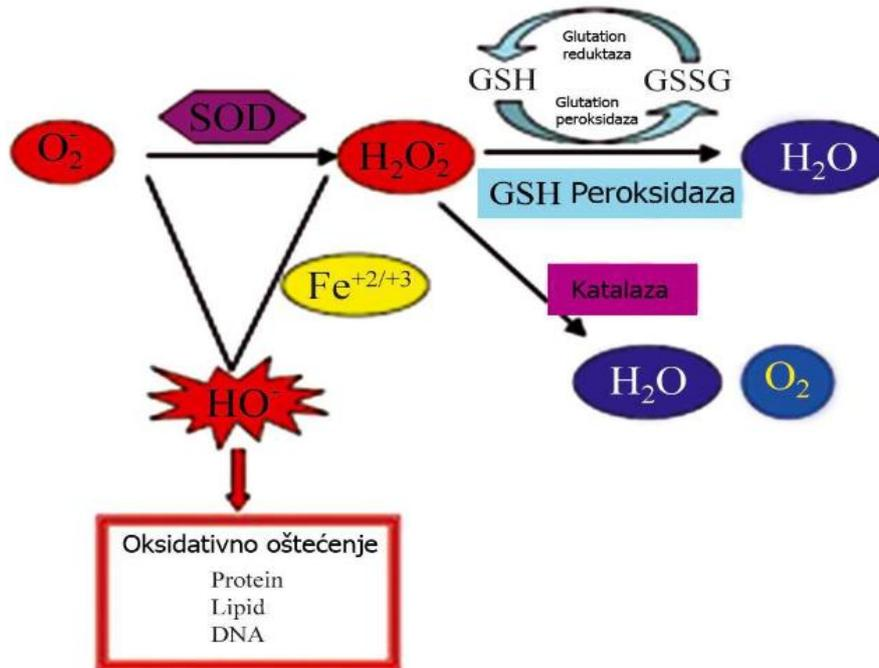 Glutation
reduktaza
GSH
GSSG
Glutation
peroksidaza
SOD
O₂⁻
H₂O₂⁻
H₂O
GSH Peroksidaza
Fe⁺²/⁺³
Katalaza
H₂O
O₂
HO⁻
Oksidativno oštećenje
Protein
Lipid
DNA